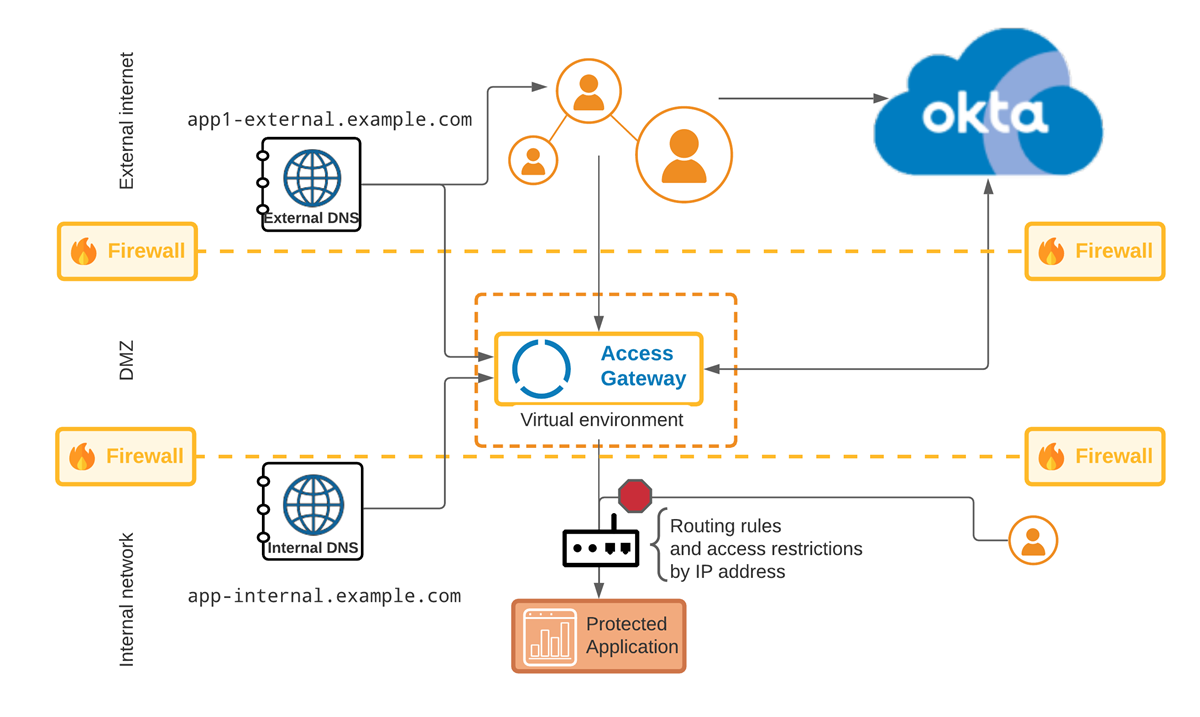 External internet
app1-external.example.com
External DNS
okta
Firewall
Firewall
DMZ
Access
Gateway
Virtual environment
Firewall
Firewall
Internal network
Internal DNS
app-internal.example.com
Routing rules
and access restrictions
by IP address
Protected
Application